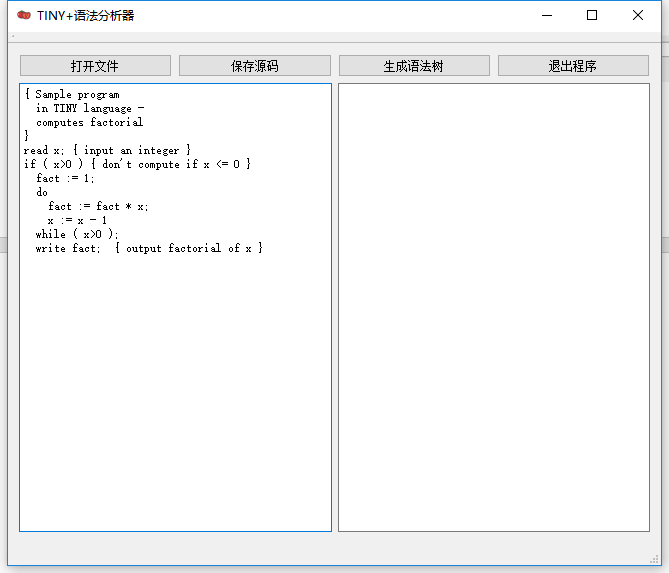 TINY+语法分析器
打开文件
保存源码
生成语法树
退出程序
{ Sample program
  in TINY language -
  computes factorial
}
read x; { input an integer }
if ( x>0 ) { don't compute if x <= 0 }
  fact := 1;
  do
    fact := fact * x;
    x := x - 1
  while ( x>0 );
  write fact;  { output factorial of x }